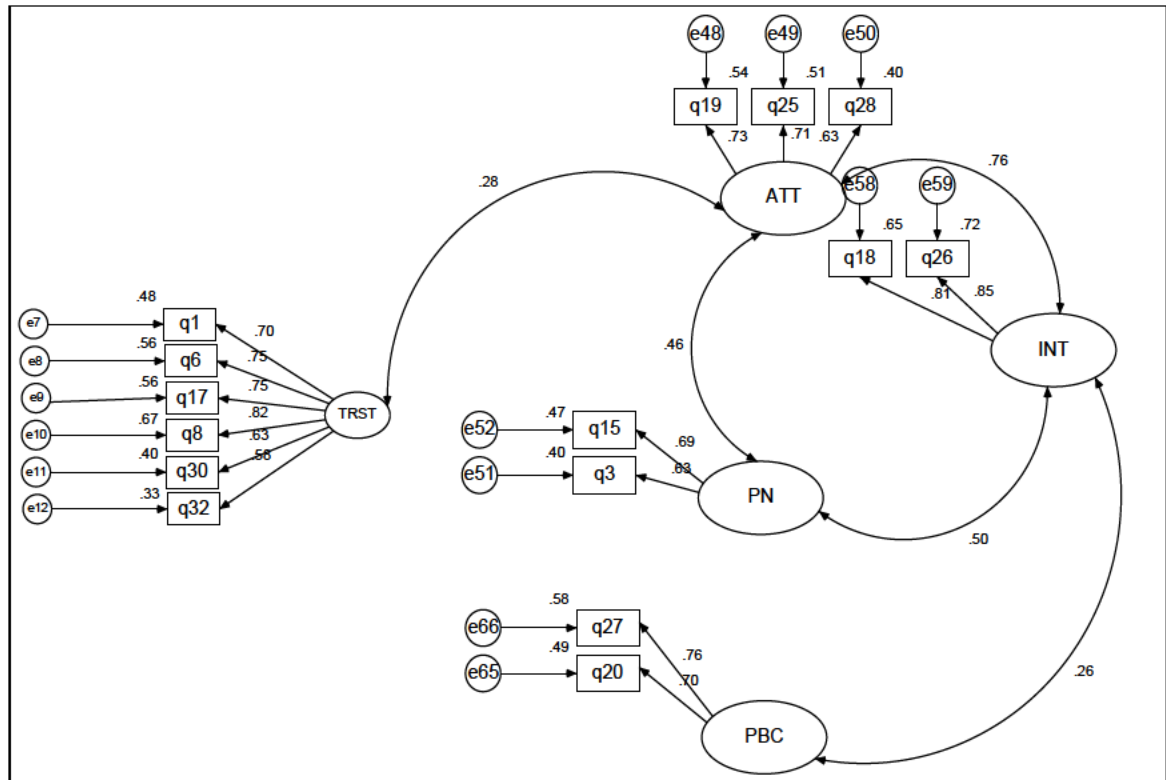 e48 e49 e50
.54 .51 .40
q19 q25 q28
.73 .71 .63
.28 .76
ATT e58 e59
.65 .72
q18 q26
.81 .85
.48
e7 q1 .70
INT
.46
.56
e8 q6 .75
.56
e9 q17 .75
TRST
.67 .82
e10 q8 .63
.40 .58
e11 q30
.33
e12 q32
.47
e52 q15 .69
.40
e51 q3 .63
PN
.50
.58
e66 q27
.76
.49
e65 q20 .70
.26
PBC